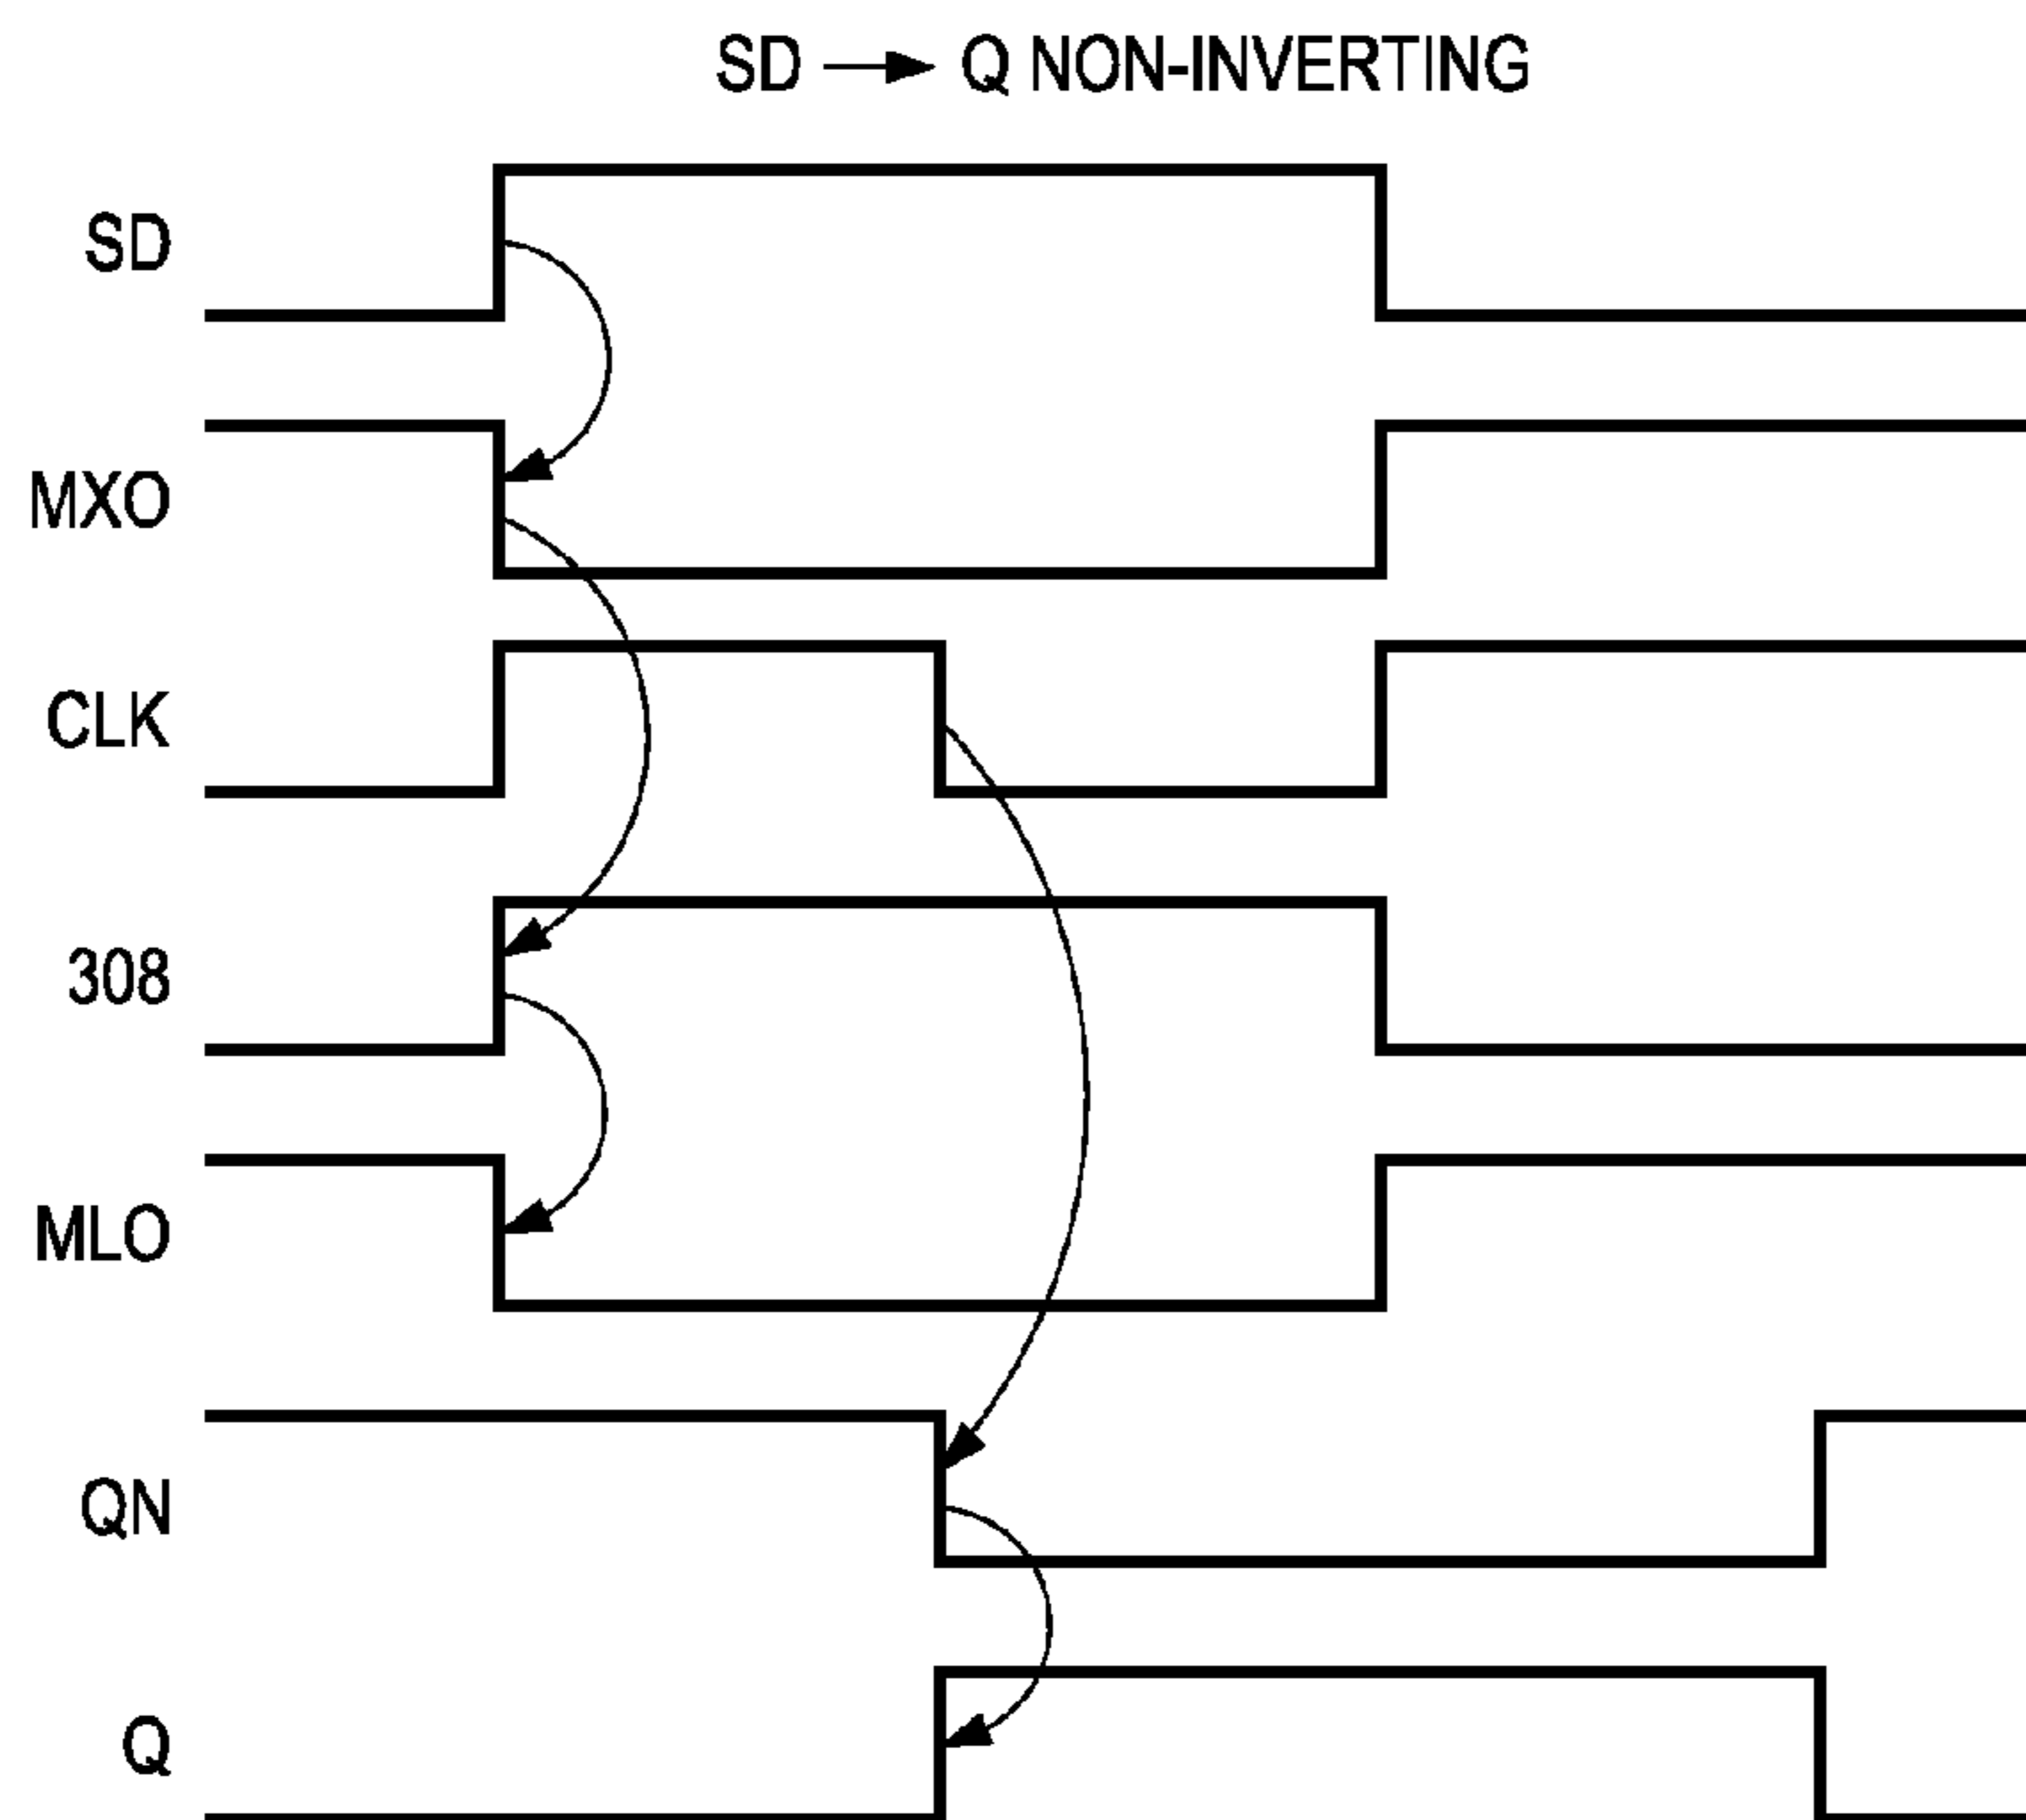 SD → Q NON-INVERTING
SD
MXO
CLK
308
MLO
QN
Q